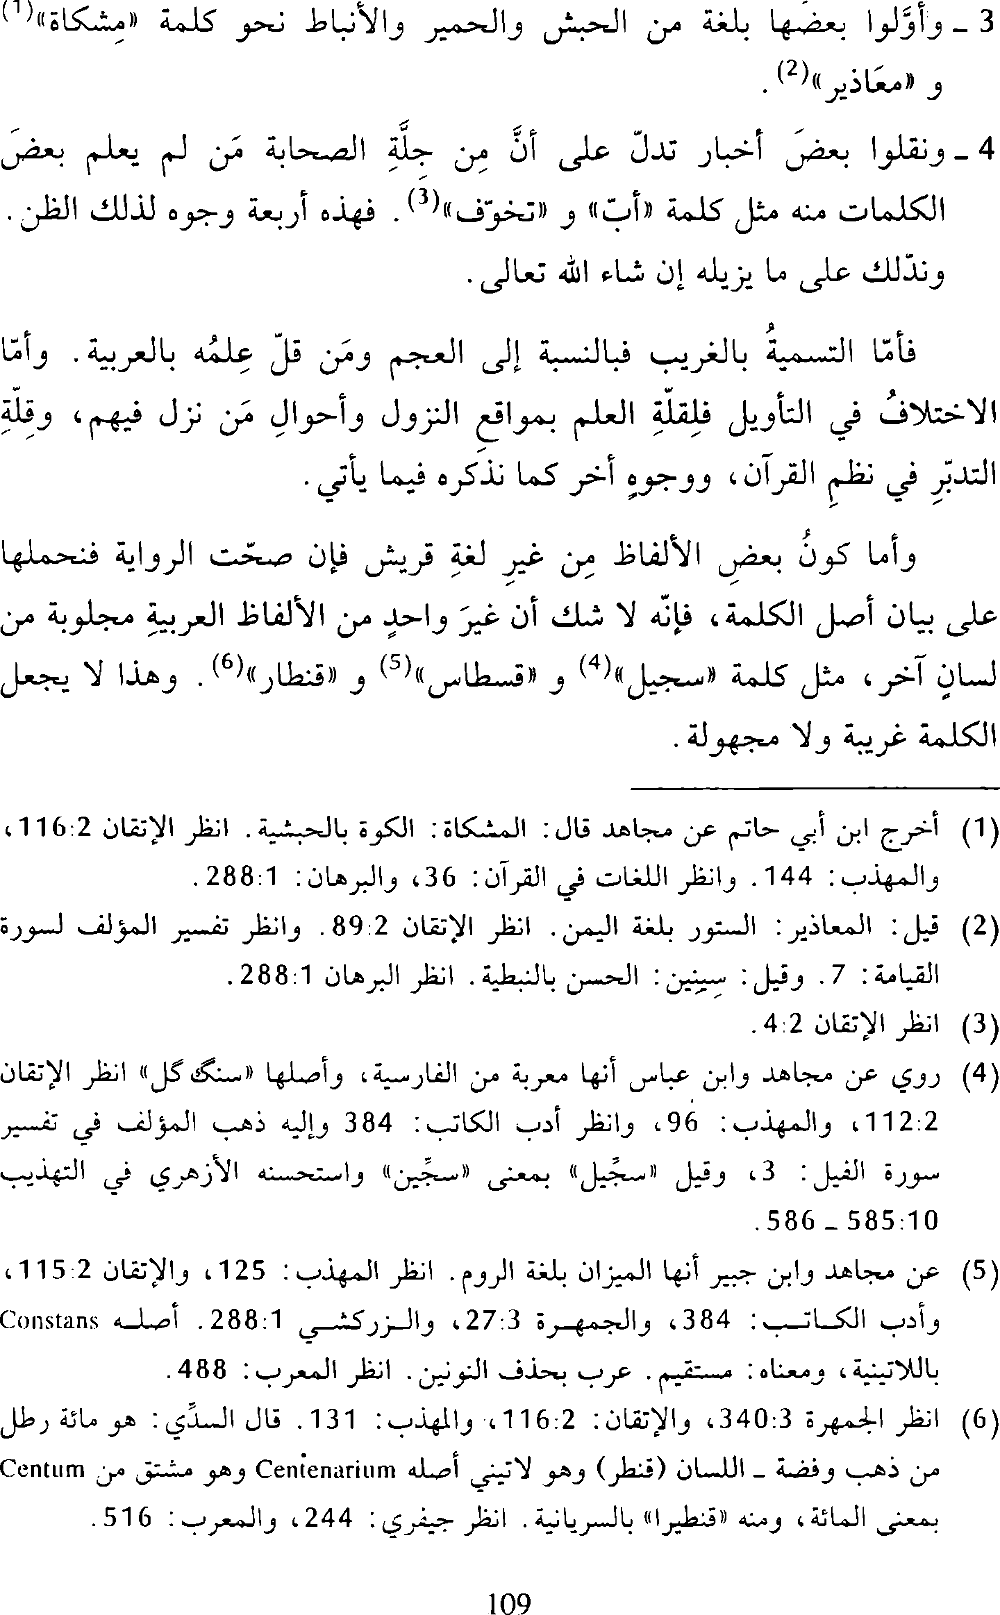 3 ـ وأوَّلوا بعضَها بلغة من الحبش والحمير والأنباط نحو كلمة «مِشكاة»(1)
و «معَاذير»(2).
4 ـ ونقلوا بعضَ أخبار تدلّ على أنَّ مِن جِلَّةِ الصحابة مَن لم يعلم بعضَ
الكلمات منه مثل كلمة «أبّ» و «تخوّف»(3). فهذه أربعة وجوه لذلك الظن.
وندّلك على ما يزيله إن شاء الله تعالى.
فأمّا التسميةُ بالغريب فبالنسبة إلى العجم ومَن قلّ عِلمُه بالعربية. وأمّا
الاختلافُ في التأويل فلِقلّةِ العلم بمواقعِ النزول وأحوالِ مَن نزل فيهم، وقِلّةِ
التدبّرِ في نظمِ القرآن، ووجوهٍ أخر كما نذكره فيما يأتي.
وأما كونُ بعضِ الألفاظ مِن غيرِ لغةِ قريش فإن صحّت الرواية فنحملها
على بيان أصل الكلمة، فإنّه لا شك أن غيرَ واحدٍ من الألفاظ العربيةِ مجلوبة من
لسانٍ آخر، مثل كلمة «سجيل»(4) و «قسطاس»(5) و «قنطار»(6). وهذا لا يجعل
الكلمة غريبة ولا مجهولة.
(1) أخرج ابن أبي حاتم عن مجاهد قال: المشكاة: الكوة بالحبشية. انظر الإتقان 116:2،
والمهذب: 144. وانظر اللغات في القرآن: 36، والبرهان: 288:1.
(2) قيل: المعاذير: الستور بلغة اليمن. انظر الإتقان 89:2. وانظر تفسير المؤلف لسورة
القيامة: 7. وقيل: سِينِين: الحسن بالنبطية. انظر البرهان 288:1.
(3) انظر الإتقان 4:2.
(4) روي عن مجاهد وابن عباس أنها معربة من الفارسية، وأصلها «سنگ گل» انظر الإتقان
112:2، والمهذب: 96، وانظر أدب الكاتب: 384 وإليه ذهب المؤلف في تفسير
سورة الفيل: 3، وقيل «سجِّيل» بمعنى «سجِّين» واستحسنه الأزهري في التهذيب
585:10 ـ 586.
(5) عن مجاهد وابن جبير أنها الميزان بلغة الروم. انظر المهذب: 125، والإتقان 115:2،
وأدب الكاتب: 384، والجمهرة 27:3، والزركشي 288:1. أصله Constans
باللاتينية، ومعناه: مستقيم. عرب بحذف النونين. انظر المعرب: 488.
(6) انظر الجمهرة 340:3، والإتقان: 116:2، والمهذب: 131. قال السدِّي: هو مائة رطل
من ذهب وفضة ـ اللسان (قنطر) وهو لاتيني أصله Centenarium وهو مشتق من Centum
بمعنى المائة، ومنه «قنطيرا» بالسريانية. انظر جيفري: 244، والمعرب: 516.
109